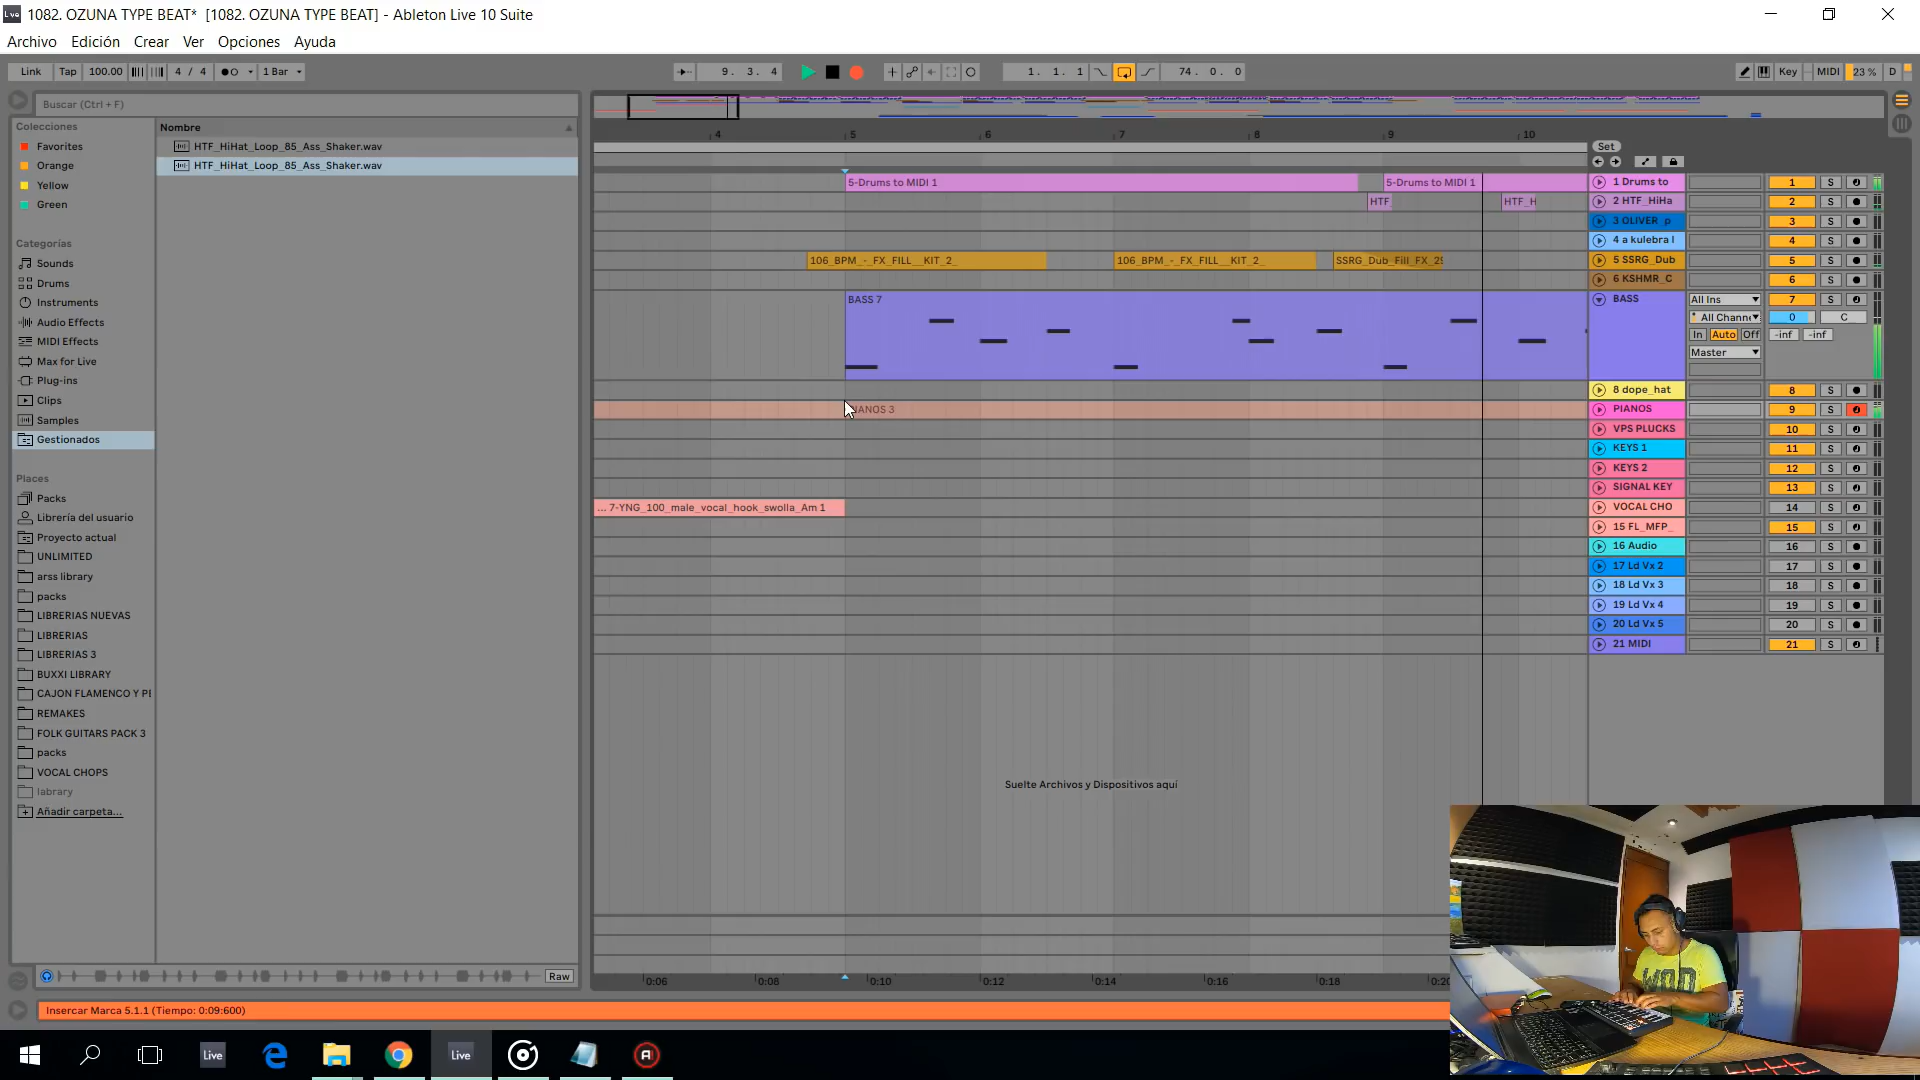 1082. OZUNA TYPE BEAT* [1082. OZUNA TYPE BEAT] - Ableton Live 10 Suite
Archivo Edición Crear Ver Opciones Ayuda
Link Tap 100.00 4 / 4 1 Bar 9. 3. 4 1. 1. 1 74. 0. 0 Key MIDI 23 % D
Buscar (Ctrl + F)
Colecciones
Favorites
Orange
Yellow
Green
Categorías
Sounds
Drums
Instruments
Audio Effects
MIDI Effects
Max for Live
Plug-ins
Clips
Samples
Gestionados
Places
Packs
Librería del usuario
Proyecto actual
UNLIMITED
arss library
packs
LIBRERIAS NUEVAS
LIBRERIAS
LIBRERIAS 3
BUXXI LIBRARY
CAJON FLAMENCO Y PE
REMAKES
FOLK GUITARS PACK 3
packs
VOCAL CHOPS
labrary
Añadir carpeta...
Nombre
HTF_HiHat_Loop_85_Ass_Shaker.wav
HTF_HiHat_Loop_85_Ass_Shaker.wav
Raw
4 5 6 7 8 9 10
Set
5-Drums to MIDI 1 5-Drums to MIDI 1
HTF_ HTF_H
106_BPM_-_FX_FILL__KIT_2_ 106_BPM_-_FX_FILL__KIT_2_ SSRG_Dub_Fill_FX_29
BASS 7
IANOS 3
... 7-YNG_100_male_vocal_hook_swolla_Am 1
Suelte Archivos y Dispositivos aquí
0:06 0:08 0:10 0:12 0:14 0:16 0:18 0:20
1 Drums to 1 S
2 HTF_HiHa 2 S
3 OLIVER_p 3 S
4 a kulebra l 4 S
5 SSRG_Dub 5 S
6 KSHMR_C 6 S
BASS All Ins 7 S
All Channe 0 C
In Auto Off -inf -inf
Master
8 dope_hat 8 S
PIANOS 9 S
VPS PLUCKS 10 S
KEYS 1 11 S
KEYS 2 12 S
SIGNAL KEY 13 S
VOCAL CHO 14 S
15 FL_MFP_ 15 S
16 Audio 16 S
17 Ld Vx 2 17 S
18 Ld Vx 3 18 S
19 Ld Vx 4 19 S
20 Ld Vx 5 20 S
21 MIDI 21 S
Insercar Marca 5.1.1 (Tiempo: 0:09:600)
Live Live